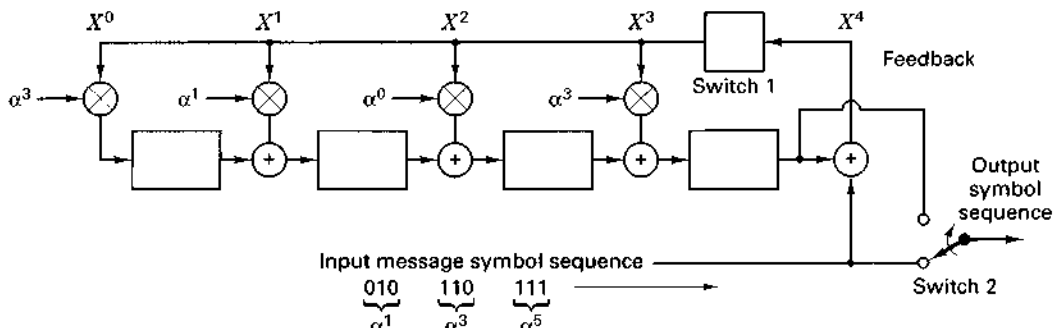 X⁰ X¹ X² X³ X⁴
Feedback
Switch 1
α³ α¹ α⁰ α³
+ + + +
Output
symbol
sequence
Input message symbol sequence
Switch 2
010 110 111
α¹ α³ α⁵